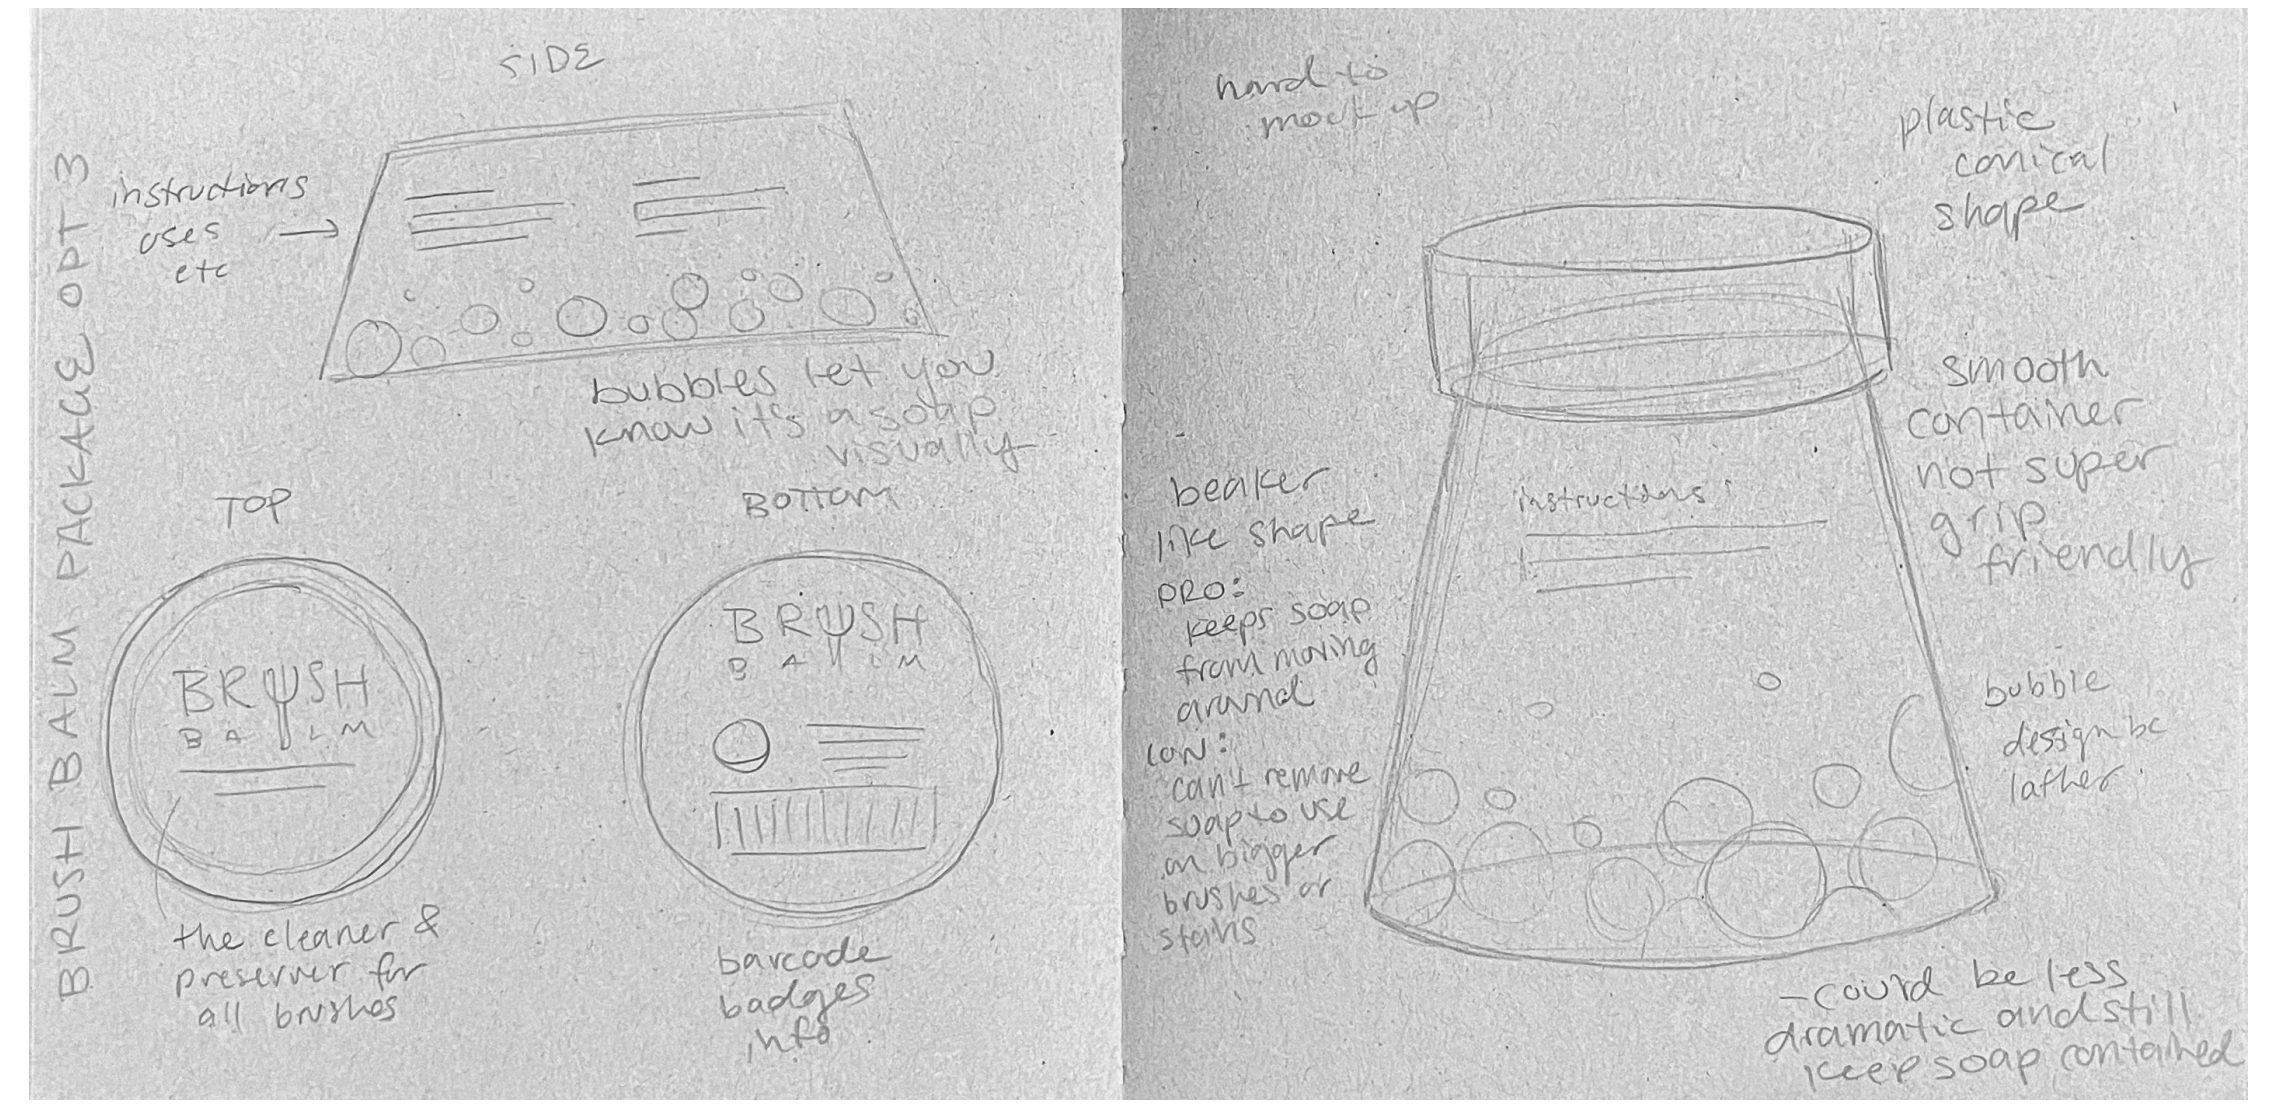 BRUSH BALM PACKAGE OPT 3
SIDE
instructions
uses
etc
bubbles let you
know it's a soap
visually
TOP
BRUSH
BALM
the cleaner &
preserver for
all brushes
BOTTOM
BRUSH
BALM
barcode
badges
info
hard to
mock up
plastic
conical
shape
smooth
container
not super
grip
friendly
beaker
like shape
PRO:
keeps soap
from moving
around
CON:
can't remove
soap to use
on bigger
brushes or
stains
instructions:
bubble
design be
lather
- could be less
dramatic and still
keep soap contained